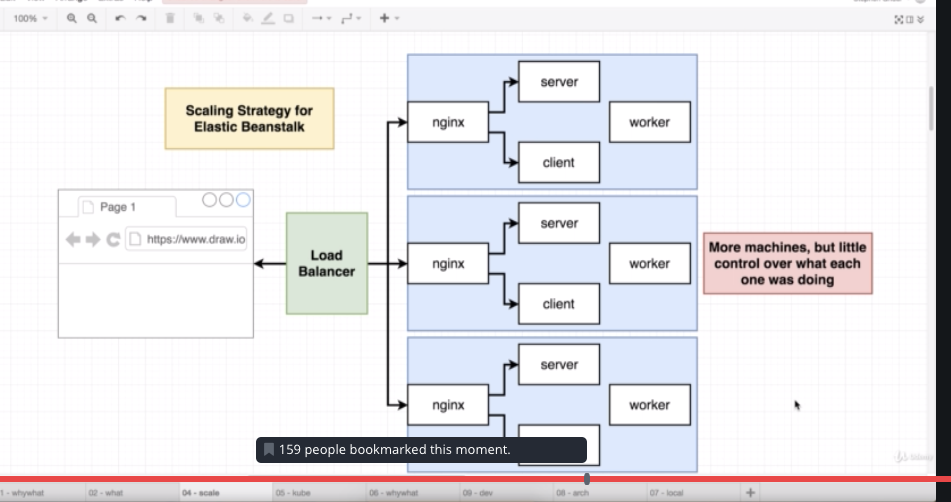 100%
Scaling Strategy for
Elastic Beanstalk
Page 1
https://www.draw.io
Load
Balancer
nginx
server
client
worker
nginx
server
client
worker
nginx
server
worker
More machines, but little
control over what each
one was doing
159 people bookmarked this moment.
Udemy
1 - whywhat
02 - what
04 - scale
05 - kube
06 - whywhat
09 - dev
08 - arch
07 - local